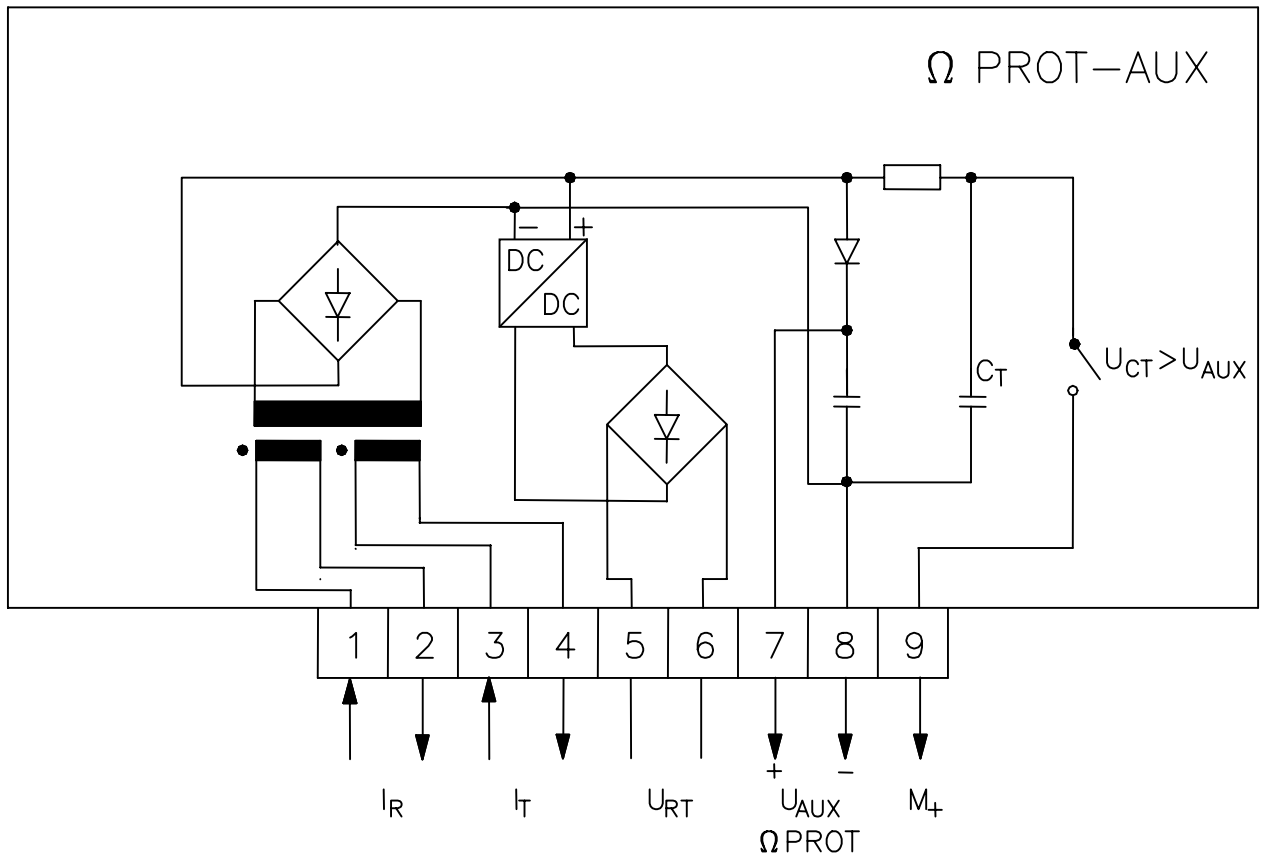 Ω PROT-AUX
- +
DC
DC
U_CT > U_AUX
C_T
1 2 3 4 5 6 7 8 9
+ -
I_R I_T U_RT U_AUX M_+
Ω PROT